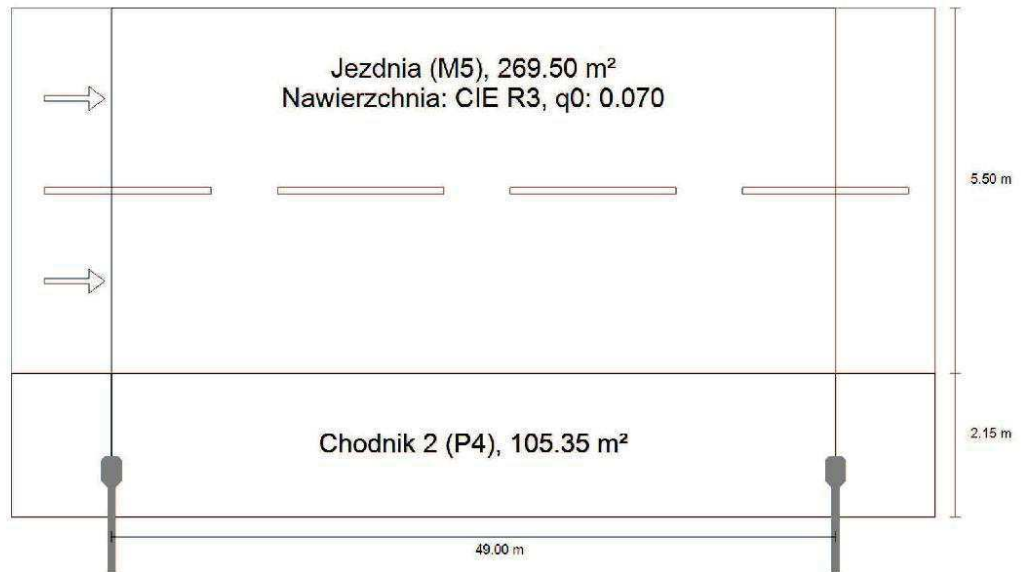 Jezdnia (M5), 269.50 m²
Nawierzchnia: CIE R3, q0: 0.070
5.50 m
Chodnik 2 (P4), 105.35 m²
2.15 m
49.00 m